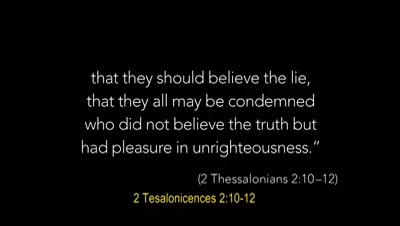 that they should believe the lie,
that they all may be condemned
who did not believe the truth but
had pleasure in unrighteousness.”
(2 Thessalonians 2:10–12)
2 Tesalonicences 2:10-12